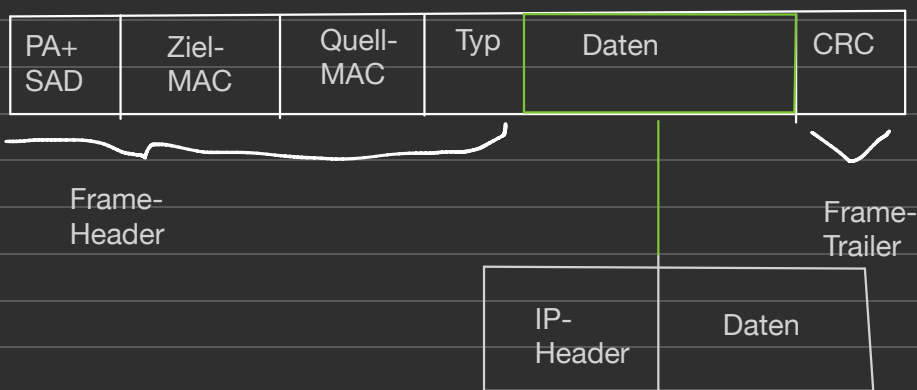 PA+
SAD
Ziel-
MAC
Quell-
MAC
Typ
Daten
CRC
Frame-
Header
Frame-
Trailer
IP-
Header
Daten